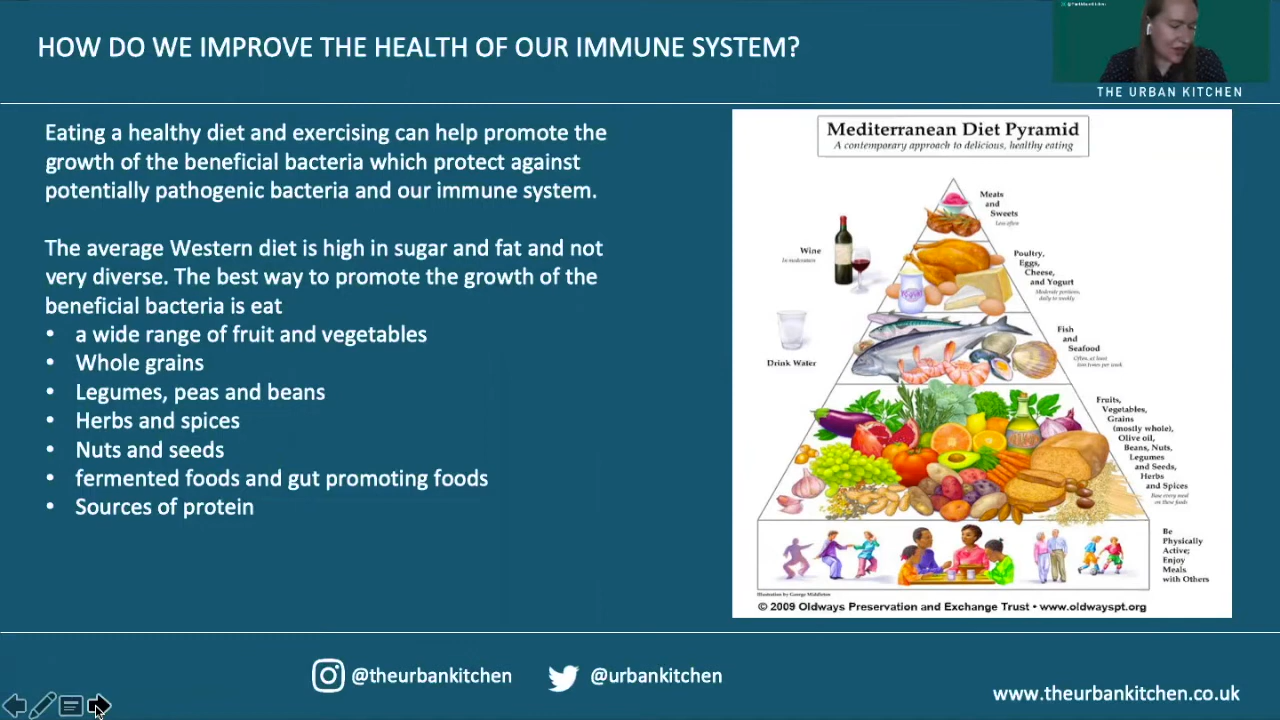 HOW DO WE IMPROVE THE HEALTH OF OUR IMMUNE SYSTEM?
THE URBAN KITCHEN
Eating a healthy diet and exercising can help promote the
growth of the beneficial bacteria which protect against
potentially pathogenic bacteria and our immune system.
The average Western diet is high in sugar and fat and not
very diverse. The best way to promote the growth of the
beneficial bacteria is eat
• a wide range of fruit and vegetables
• Whole grains
• Legumes, peas and beans
• Herbs and spices
• Nuts and seeds
• fermented foods and gut promoting foods
• Sources of protein
Mediterranean Diet Pyramid
A contemporary approach to delicious, healthy eating
Meats
and
Sweets
Less often
Wine
In moderation
Poultry,
Eggs,
Cheese,
and Yogurt
Moderate portions,
daily to weekly
Drink Water
Fish
and
Seafood
Often, at least
two times per week
Fruits,
Vegetables,
Grains
(mostly whole),
Olive oil,
Beans, Nuts,
Legumes
and Seeds,
Herbs
and Spices
Base every meal
on these foods
Be
Physically
Active;
Enjoy
Meals
with Others
Illustration by George Middleton
© 2009 Oldways Preservation and Exchange Trust • www.oldwayspt.org
@theurbankitchen
@urbankitchen
www.theurbankitchen.co.uk